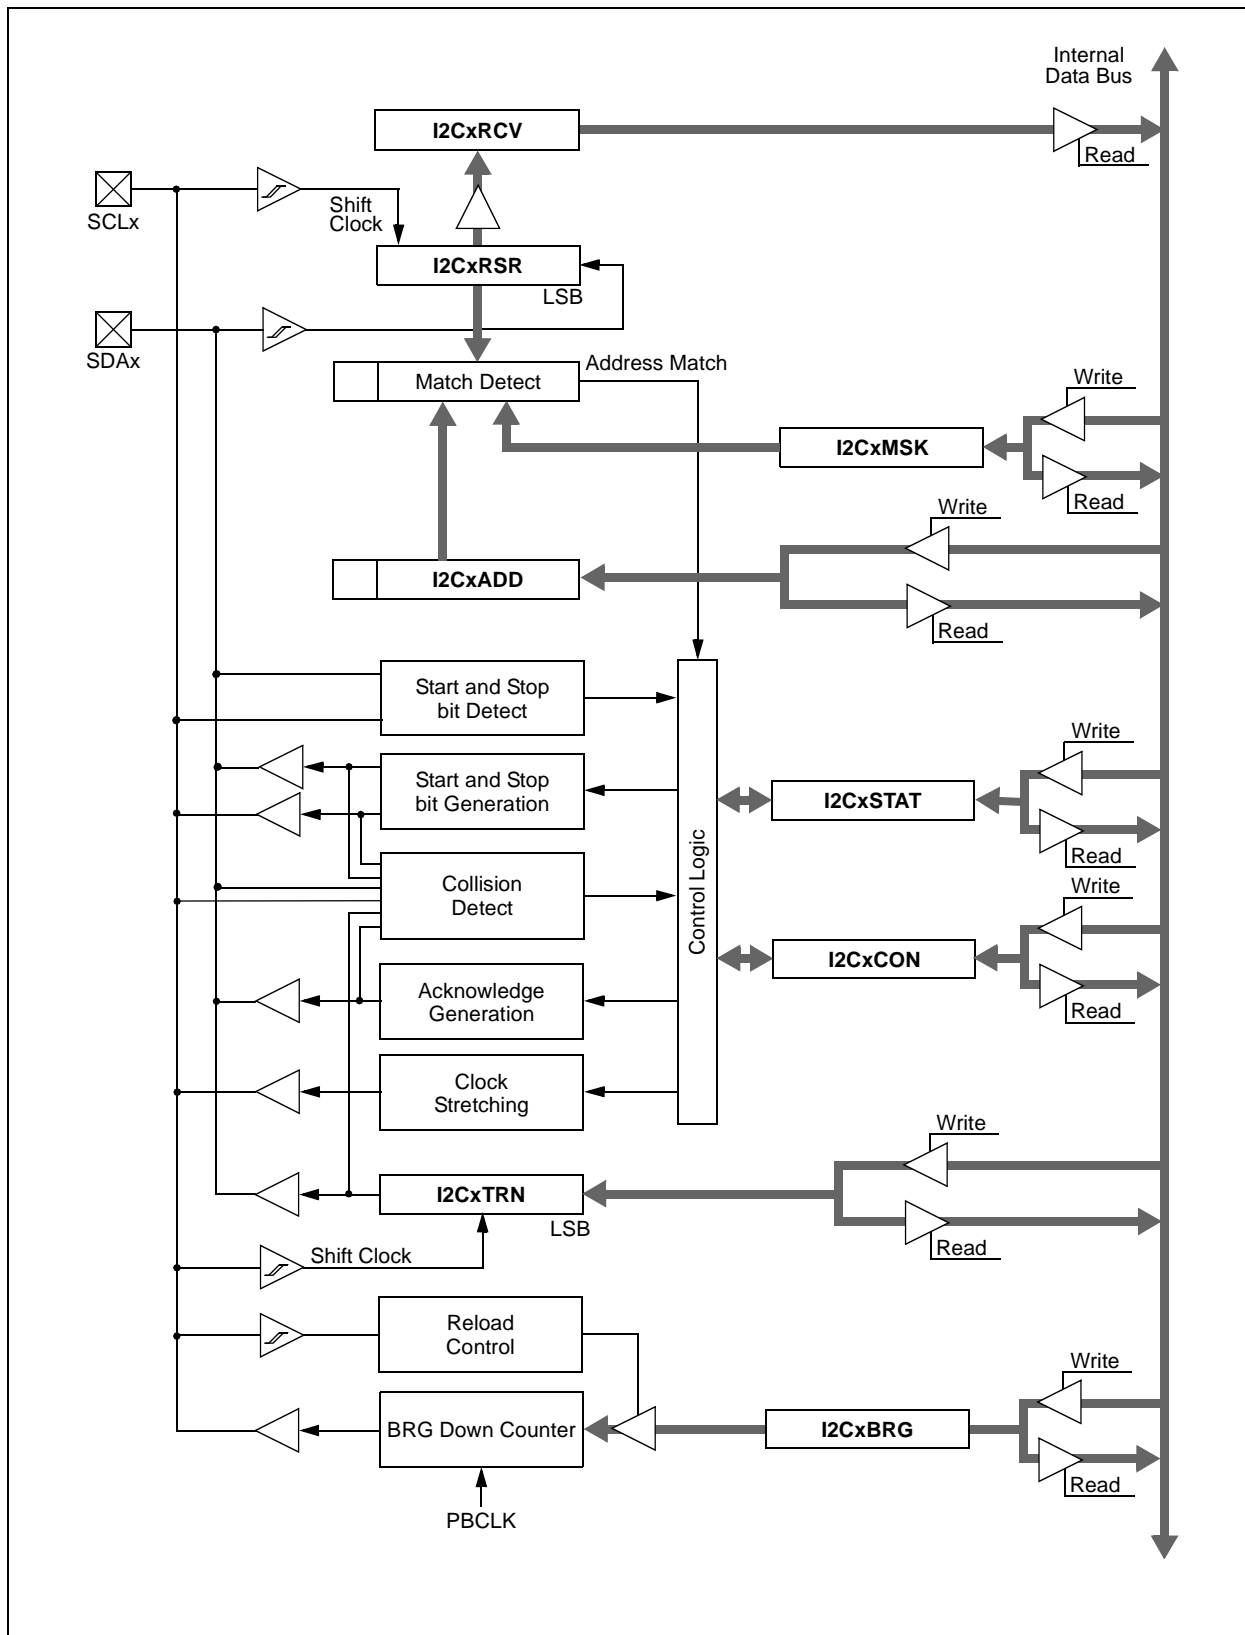 Internal
Data Bus
I2CxRCV
Read
SCLx
Shift
Clock
I2CxRSR
LSB
SDAx
Address Match
Match Detect
Write
I2CxMSK
Read
Write
I2CxADD
Read
Start and Stop
bit Detect
Write
Start and Stop
bit Generation
I2CxSTAT
Read
Control Logic
Collision
Detect
Write
I2CxCON
Read
Acknowledge
Generation
Clock
Stretching
Write
I2CxTRN
LSB
Read
Shift Clock
Reload
Control
Write
BRG Down Counter
I2CxBRG
Read
PBCLK